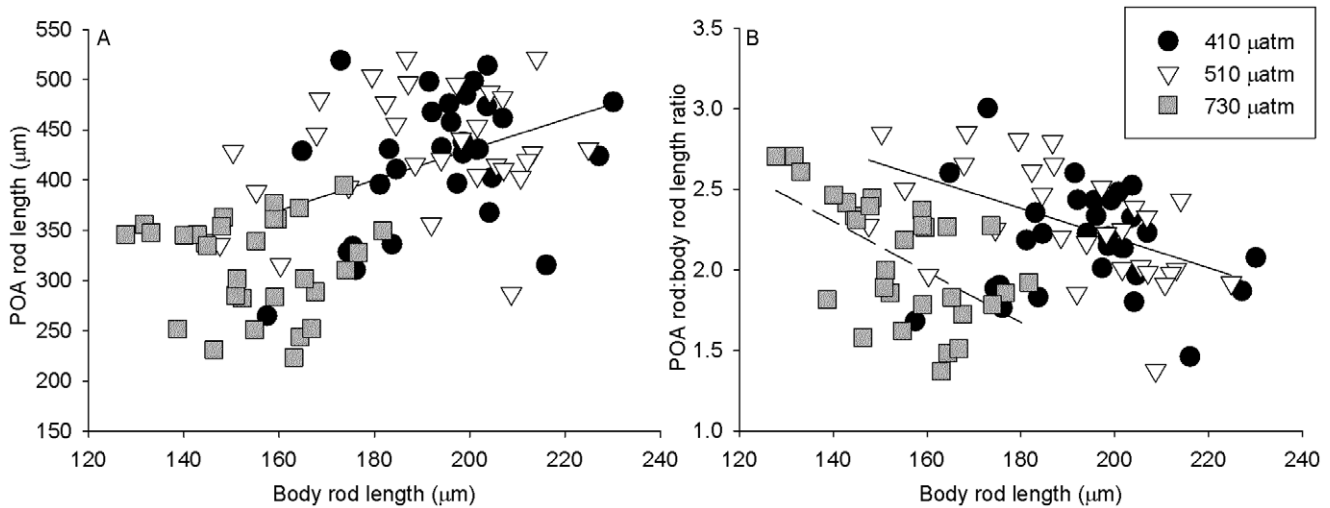 A
POA rod length (μm)
550
500
450
400
350
300
250
200
150
120 140 160 180 200 220 240
Body rod length (μm)
B
POA rod:body rod length ratio
3.5
3.0
2.5
2.0
1.5
1.0
120 140 160 180 200 220 240
Body rod length (μm)
410 μatm
510 μatm
730 μatm